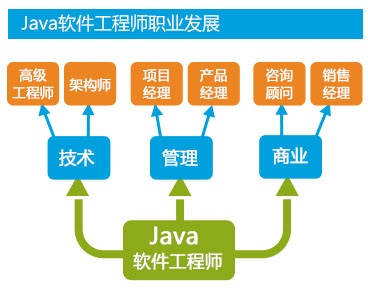 Java软件工程师职业发展
高级
工程师
架构师
项目
经理
产品
经理
咨询
顾问
销售
经理
技术
管理
商业
Java
软件工程师